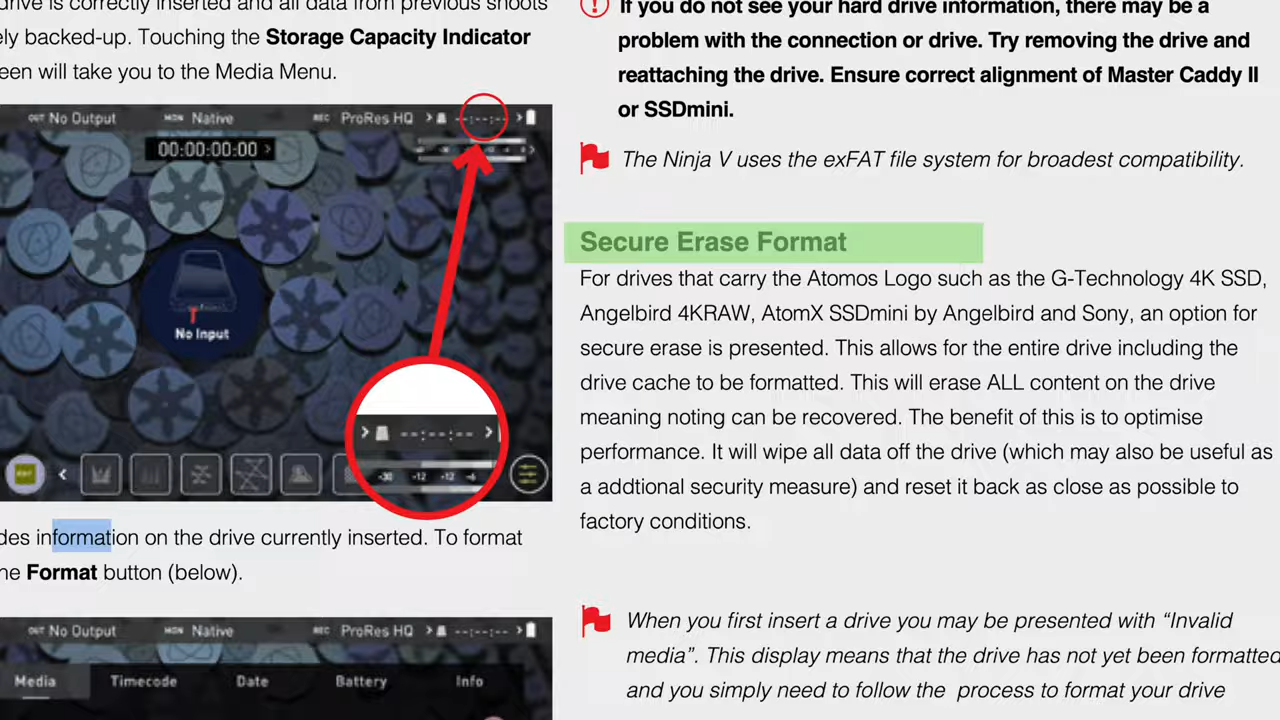 drive is correctly inserted and all data from previous shoots
ely backed-up. Touching the Storage Capacity Indicator
een will take you to the Media Menu.
OUT No Output MON Native REC ProRes HQ > --:--:-- >
00:00:00:00 >
No Input
> --:--:-- >
-30 -12 -12 -6
des information on the drive currently inserted. To format
he Format button (below).
OUT No Output MON Native REC ProRes HQ > --:--:-- >
Media Timecode Date Battery Info
If you do not see your hard drive information, there may be a
problem with the connection or drive. Try removing the drive and
reattaching the drive. Ensure correct alignment of Master Caddy II
or SSDmini.
The Ninja V uses the exFAT file system for broadest compatibility.
Secure Erase Format
For drives that carry the Atomos Logo such as the G-Technology 4K SSD,
Angelbird 4KRAW, AtomX SSDmini by Angelbird and Sony, an option for
secure erase is presented. This allows for the entire drive including the
drive cache to be formatted. This will erase ALL content on the drive
meaning noting can be recovered. The benefit of this is to optimise
performance. It will wipe all data off the drive (which may also be useful as
a addtional security measure) and reset it back as close as possible to
factory conditions.
When you first insert a drive you may be presented with “Invalid
media”. This display means that the drive has not yet been formatted
and you simply need to follow the process to format your drive